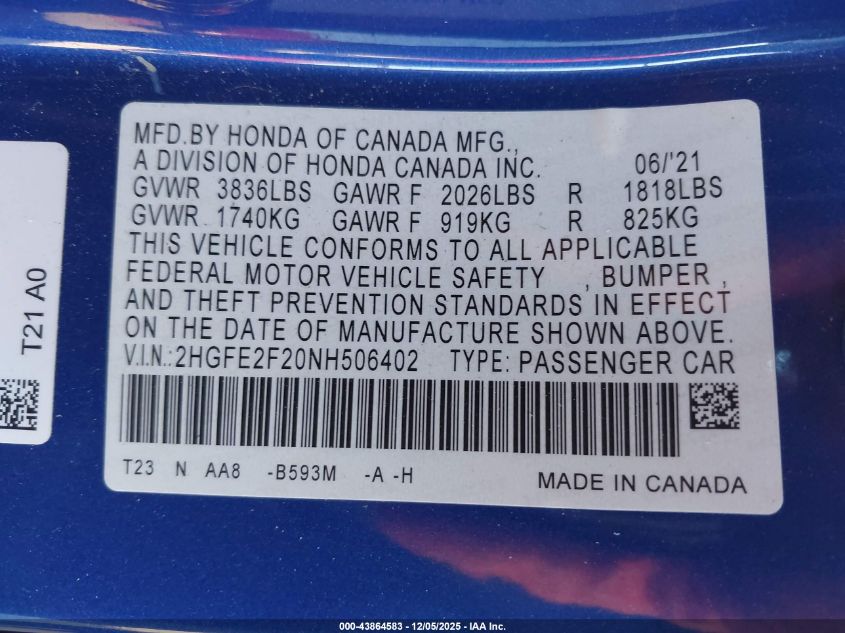 MFD.BY HONDA OF CANADA MFG.,
A DIVISION OF HONDA CANADA INC. 06/'21
GVWR 3836LBS GAWR F 2026LBS R 1818LBS
GVWR 1740KG GAWR F 919KG R 825KG
THIS VEHICLE CONFORMS TO ALL APPLICABLE
FEDERAL MOTOR VEHICLE SAFETY , BUMPER ,
AND THEFT PREVENTION STANDARDS IN EFFECT
ON THE DATE OF MANUFACTURE SHOWN ABOVE.
V.I.N.:2HGFE2F20NH506402 TYPE: PASSENGER CAR
T23 N AA8 -B593M -A -H MADE IN CANADA
T21 A0
000-43864583 - 12/05/2025 - IAA Inc.